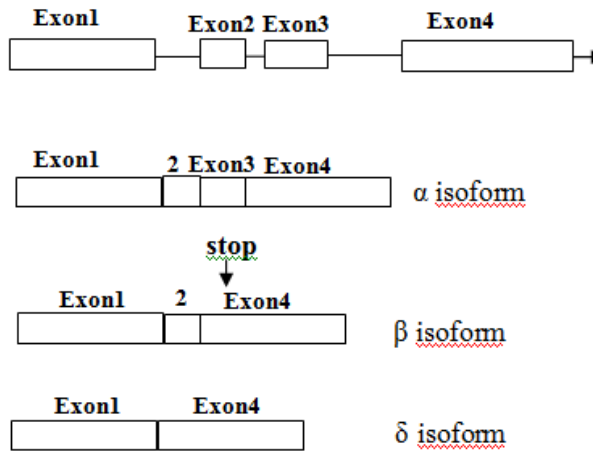 Exon1 Exon2 Exon3 Exon4
Exon1 2 Exon3 Exon4
α isoform
stop
Exon1 2 Exon4
β isoform
Exon1 Exon4
δ isoform